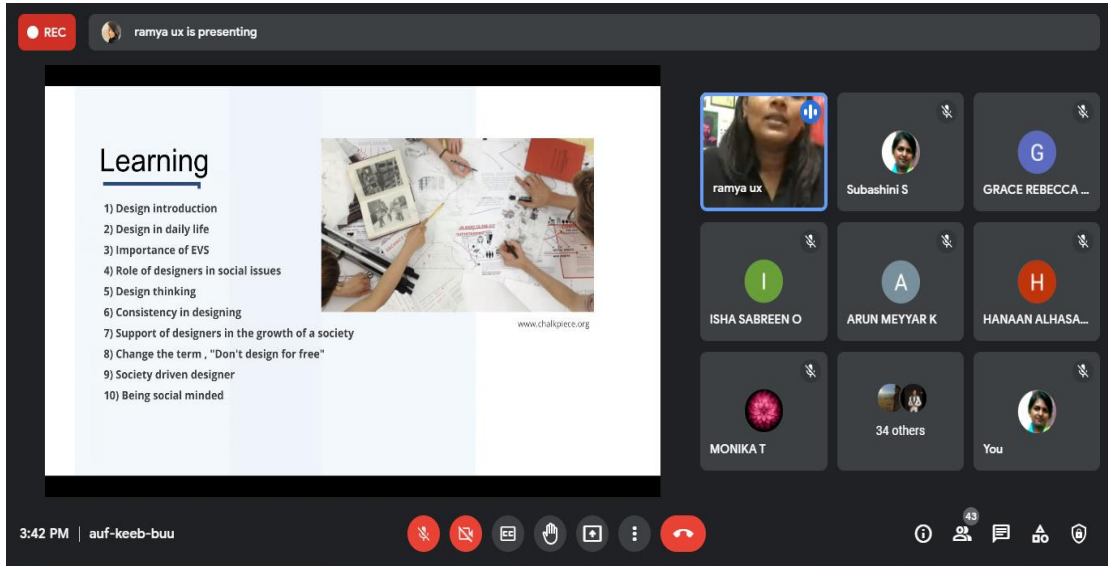 REC
ramya ux is presenting
Learning
1) Design introduction
2) Design in daily life
3) Importance of EVS
4) Role of designers in social issues
5) Design thinking
6) Consistency in designing
7) Support of designers in the growth of a society
8) Change the term , "Don't design for free"
9) Society driven designer
10) Being social minded
www.chalkpiece.org
ramya ux
Subashini S
G
GRACE REBECCA ...
I
ISHA SABREEN O
A
ARUN MEYYAR K
H
HANAAN ALHASA...
MONIKA T
34 others
You
3:42 PM | auf-keeb-buu
CC
43